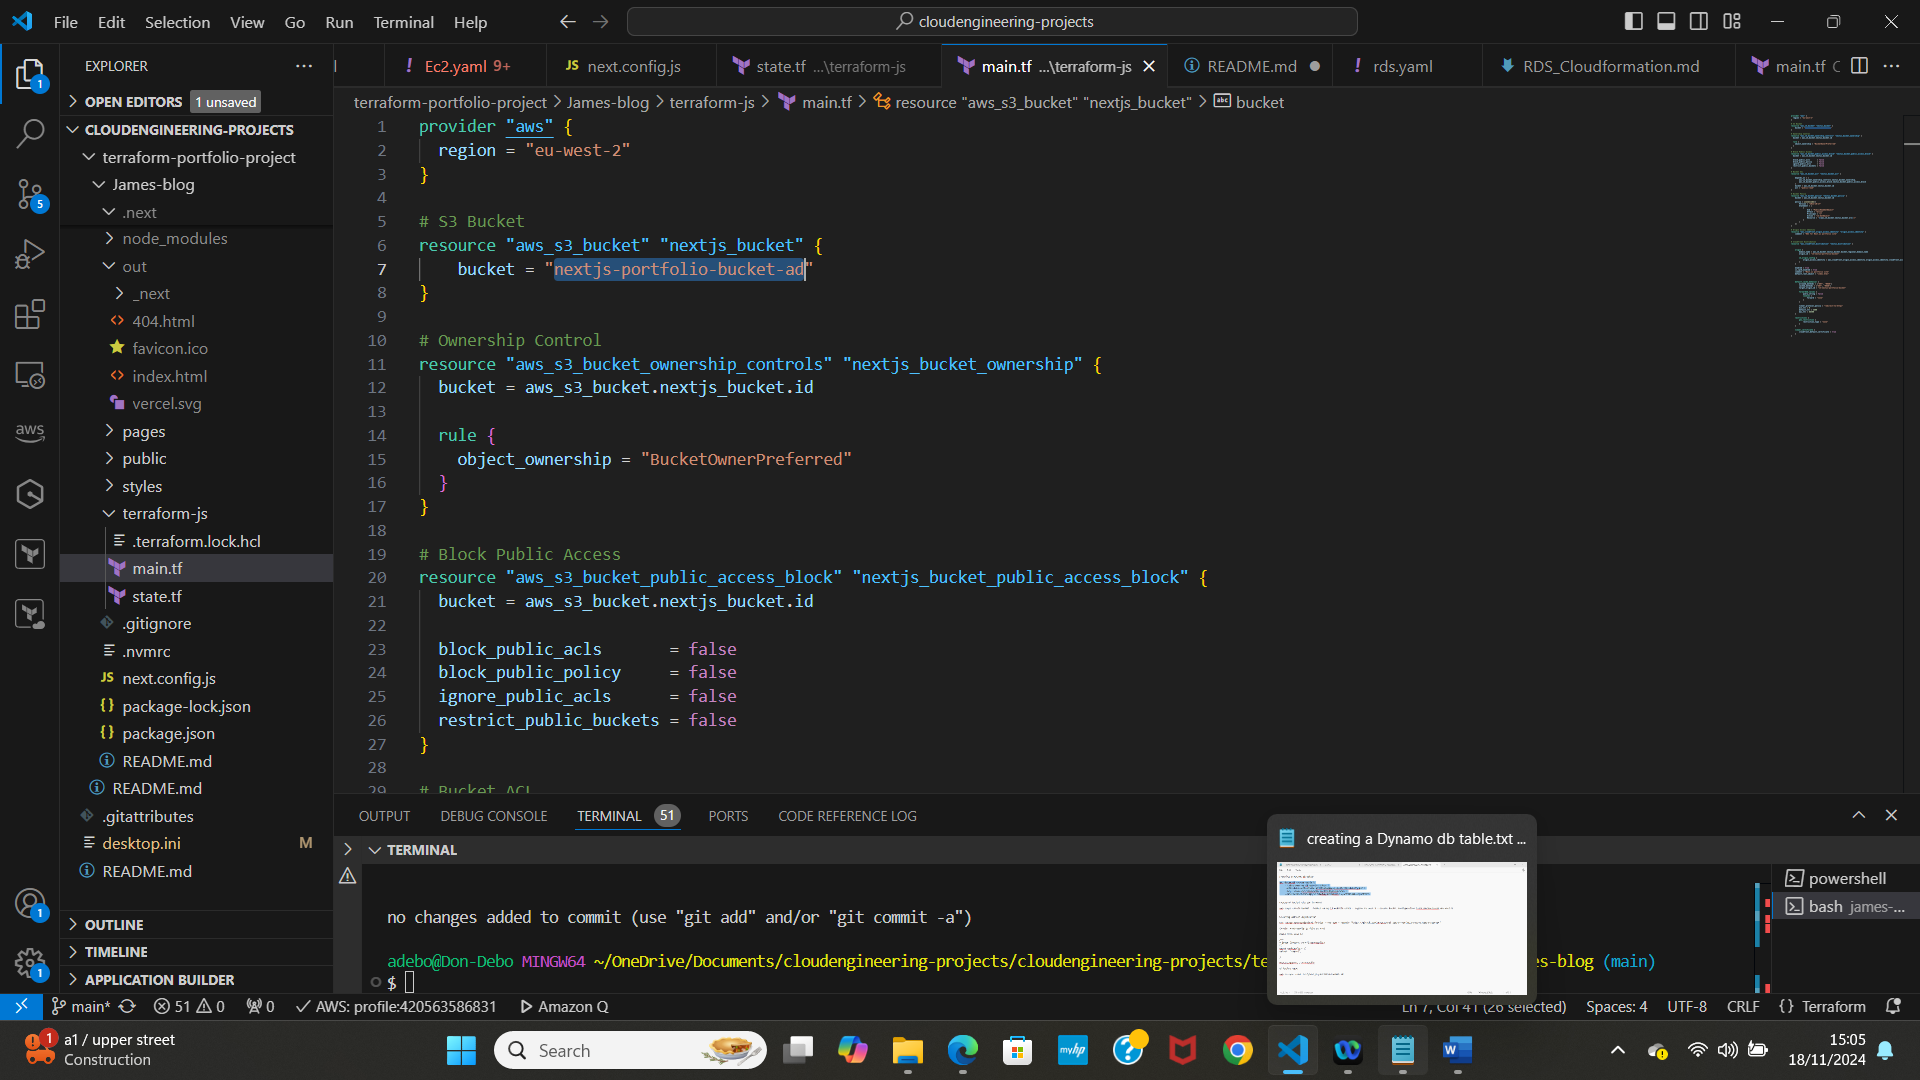 File Edit Selection View Go Run Terminal Help
cloudengineering-projects
EXPLORER
OPEN EDITORS 1 unsaved
CLOUDENGINEERING-PROJECTS
terraform-portfolio-project
James-blog
.next
node_modules
out
_next
404.html
favicon.ico
index.html
vercel.svg
pages
public
styles
terraform-js
.terraform.lock.hcl
main.tf
state.tf
.gitignore
.nvmrc
JS next.config.js
package-lock.json
package.json
README.md
README.md
.gitattributes
desktop.ini M
README.md
OUTLINE
TIMELINE
APPLICATION BUILDER
1
5
aws
1
1
! Ec2.yaml 9+
JS next.config.js
state.tf ...\terraform-js
main.tf ...\terraform-js
README.md
! rds.yaml
RDS_Cloudformation.md
main.tf
terraform-portfolio-project > James-blog > terraform-js > main.tf > resource "aws_s3_bucket" "nextjs_bucket" > abc bucket
1 provider "aws" {
2 region = "eu-west-2"
3 }
4
5 # S3 Bucket
6 resource "aws_s3_bucket" "nextjs_bucket" {
7 bucket = "nextjs-portfolio-bucket-ad"
8 }
9
10 # Ownership Control
11 resource "aws_s3_bucket_ownership_controls" "nextjs_bucket_ownership" {
12 bucket = aws_s3_bucket.nextjs_bucket.id
13
14 rule {
15 object_ownership = "BucketOwnerPreferred"
16 }
17 }
18
19 # Block Public Access
20 resource "aws_s3_bucket_public_access_block" "nextjs_bucket_public_access_block" {
21 bucket = aws_s3_bucket.nextjs_bucket.id
22
23 block_public_acls = false
24 block_public_policy = false
25 ignore_public_acls = false
26 restrict_public_buckets = false
27 }
28
29 # Bucket ACL
OUTPUT DEBUG CONSOLE TERMINAL 51 PORTS CODE REFERENCE LOG
TERMINAL
no changes added to commit (use "git add" and/or "git commit -a")
adebo@Don-Debo MINGW64 ~/OneDrive/Documents/cloudengineering-projects/cloudengineering-projects/te
es-blog (main)
$
powershell
bash james-...
creating a Dynamo db table.txt ...
main* 51 0 0 AWS: profile:420563586831 Amazon Q
Ln 7, Col 41 (26 selected) Spaces: 4 UTF-8 CRLF {} Terraform
1
a1 / upper street
Construction
Search
myhp
15:05
18/11/2024